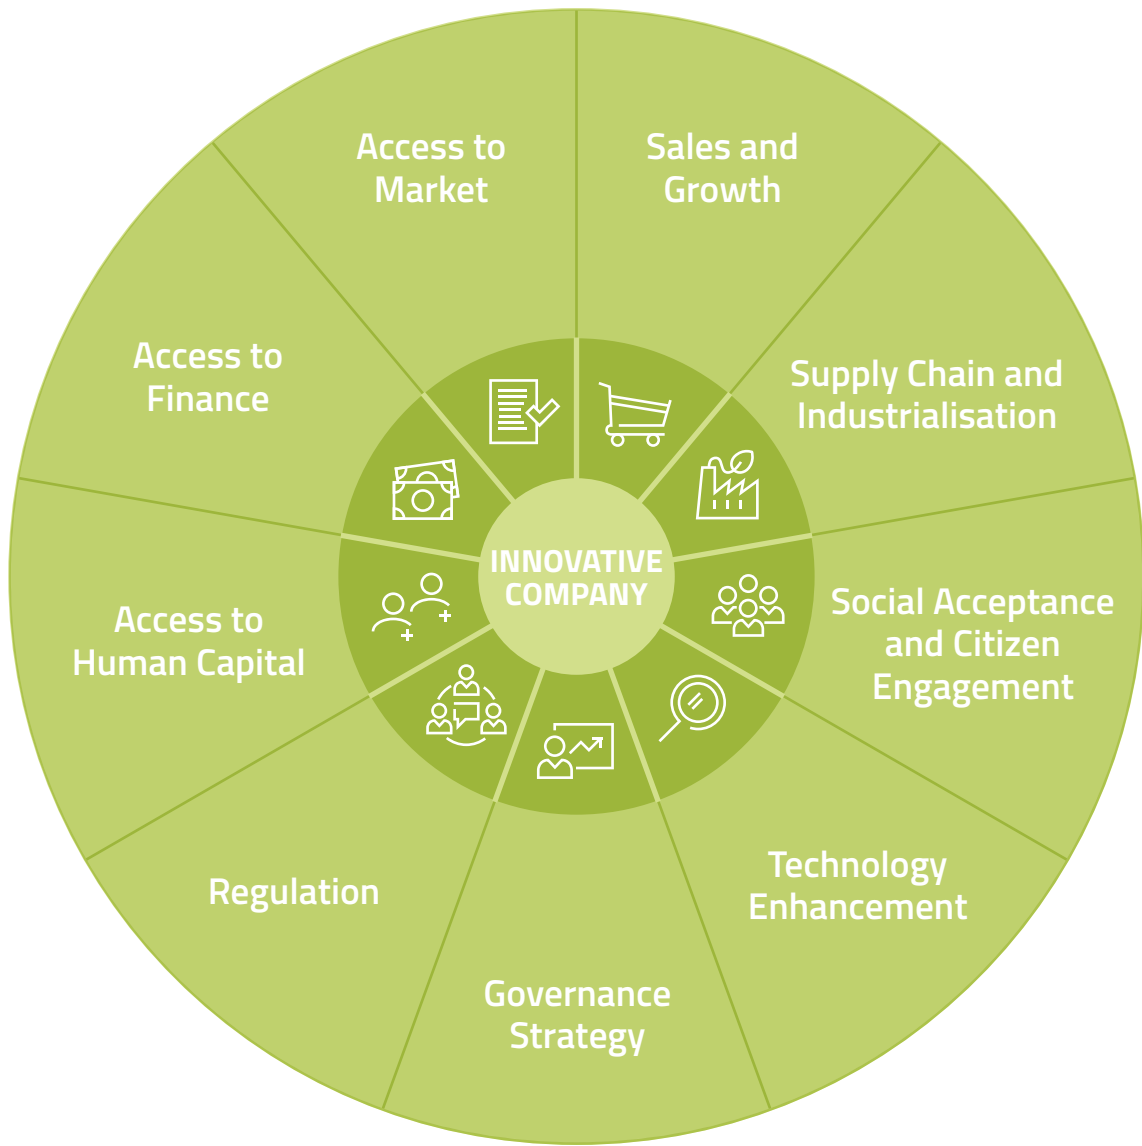 Access to
Market
Sales and
Growth
Access to
Finance
Supply Chain and
Industrialisation
INNOVATIVE
COMPANY
Access to
Human Capital
Social Acceptance
and Citizen
Engagement
Regulation
Technology
Enhancement
Governance
Strategy